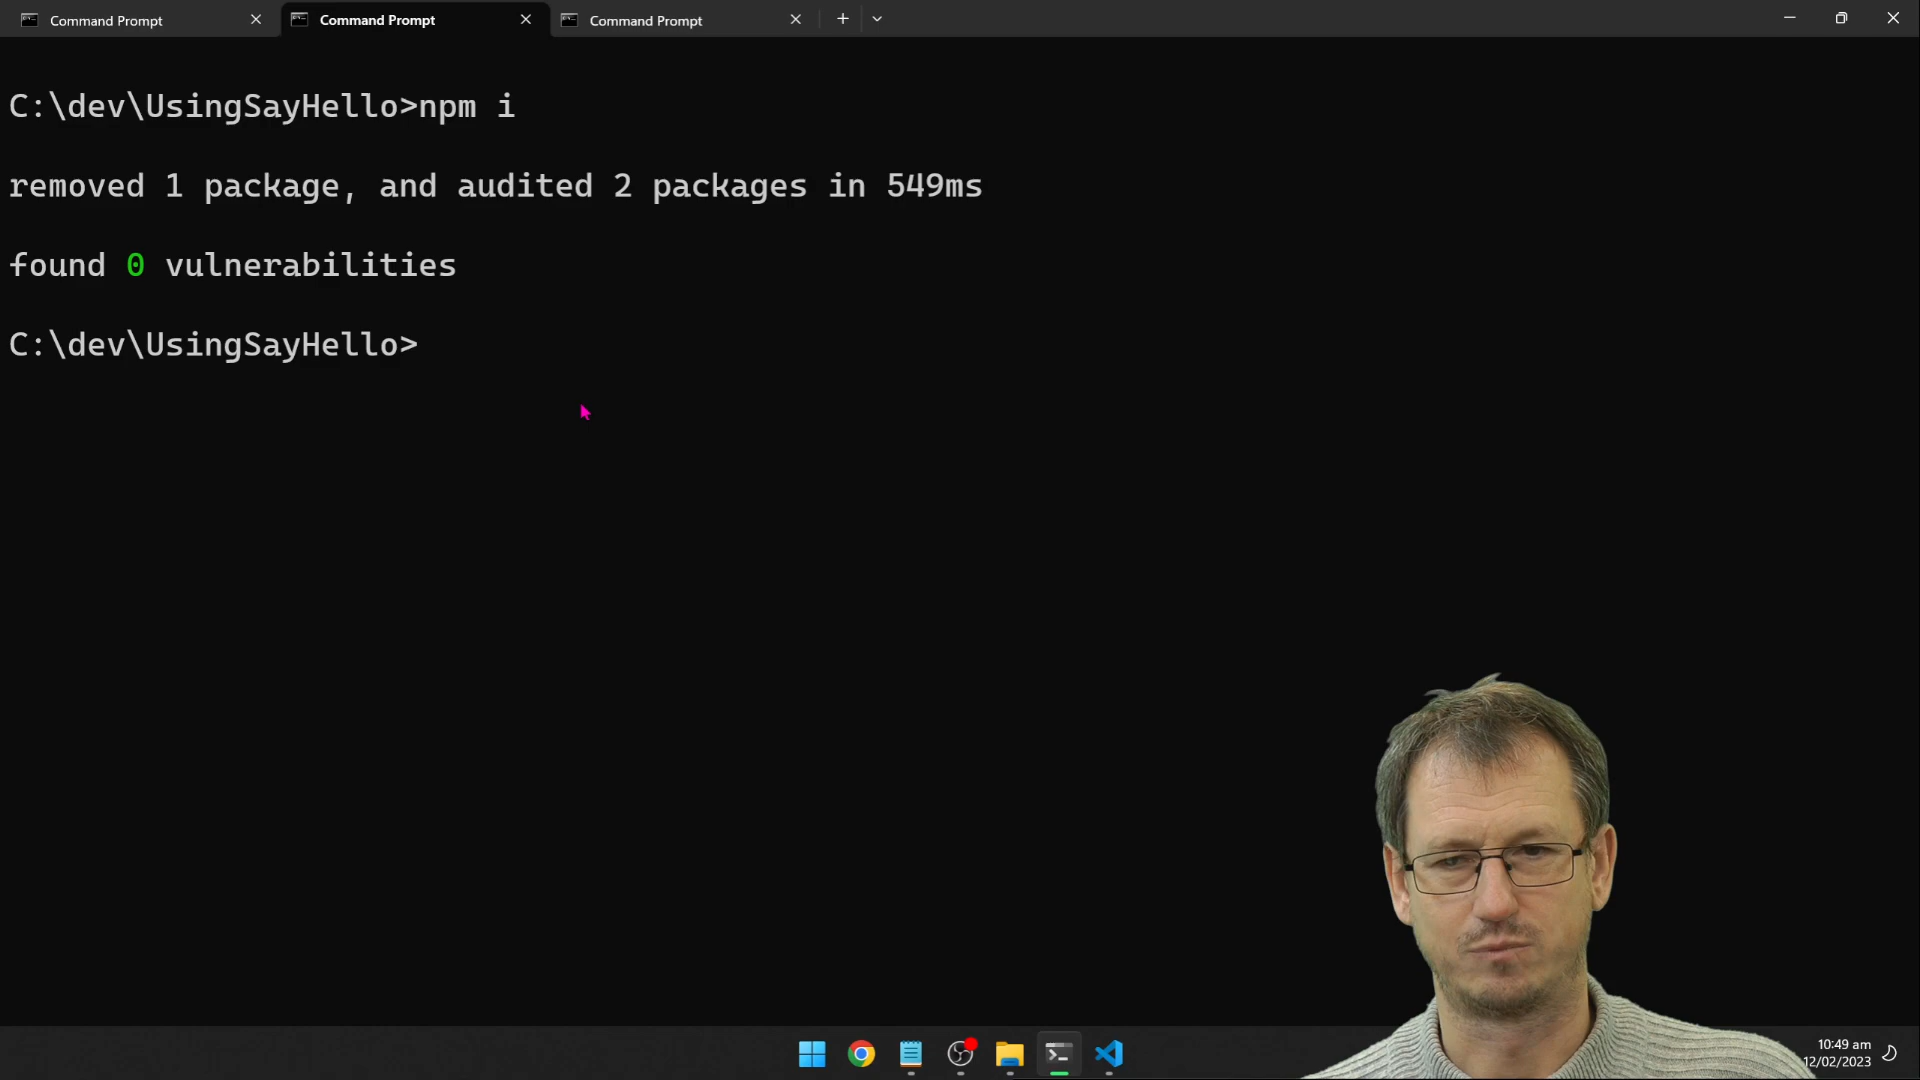 Command Prompt
Command Prompt
Command Prompt
C:\dev\UsingSayHello>npm i
removed 1 package, and audited 2 packages in 549ms
found 0 vulnerabilities
C:\dev\UsingSayHello>
10:49 am
12/02/2023